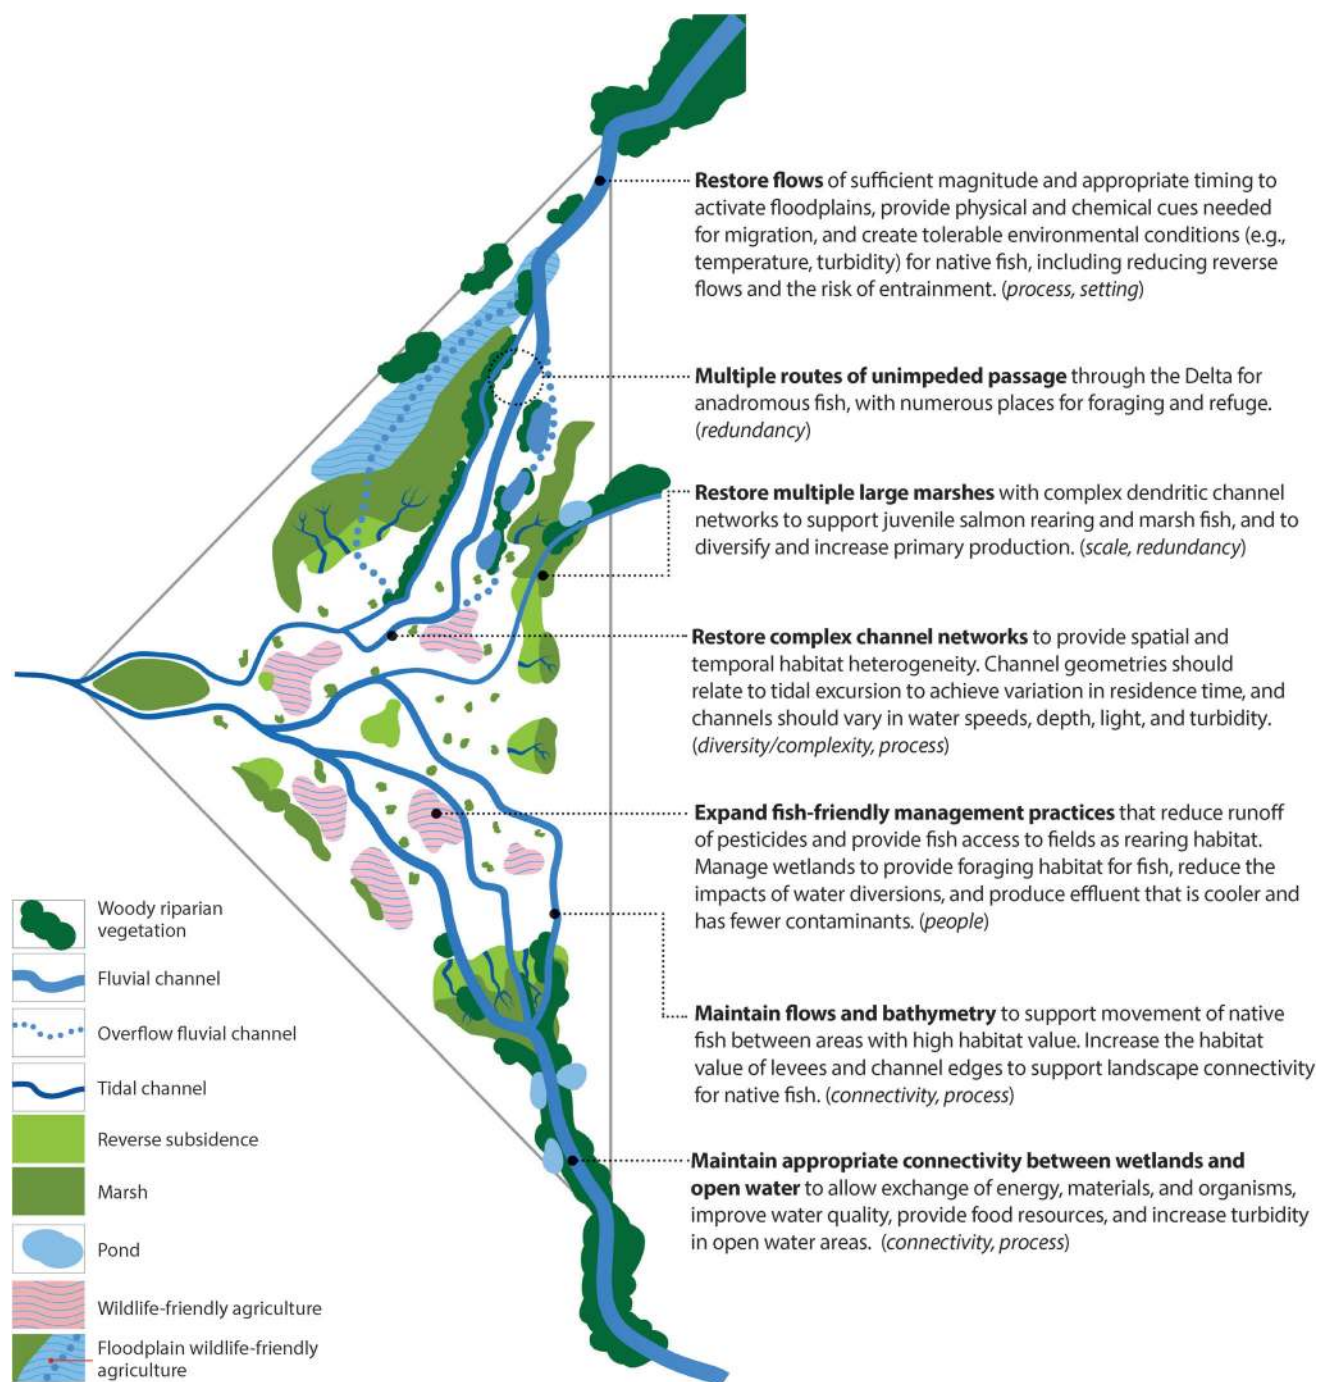 Restore flows of sufficient magnitude and appropriate timing to
activate floodplains, provide physical and chemical cues needed
for migration, and create tolerable environmental conditions (e.g.,
temperature, turbidity) for native fish, including reducing reverse
flows and the risk of entrainment. (process, setting)
Multiple routes of unimpeded passage through the Delta for
anadromous fish, with numerous places for foraging and refuge.
(redundancy)
Restore multiple large marshes with complex dendritic channel
networks to support juvenile salmon rearing and marsh fish, and to
diversify and increase primary production. (scale, redundancy)
Restore complex channel networks to provide spatial and
temporal habitat heterogeneity. Channel geometries should
relate to tidal excursion to achieve variation in residence time, and
channels should vary in water speeds, depth, light, and turbidity.
(diversity/complexity, process)
Expand fish-friendly management practices that reduce runoff
of pesticides and provide fish access to fields as rearing habitat.
Manage wetlands to provide foraging habitat for fish, reduce the
impacts of water diversions, and produce effluent that is cooler and
has fewer contaminants. (people)
Maintain flows and bathymetry to support movement of native
fish between areas with high habitat value. Increase the habitat
value of levees and channel edges to support landscape connectivity
for native fish. (connectivity, process)
Maintain appropriate connectivity between wetlands and
open water to allow exchange of energy, materials, and organisms,
improve water quality, provide food resources, and increase turbidity
in open water areas. (connectivity, process)
Woody riparian
vegetation
Fluvial channel
Overflow fluvial channel
Tidal channel
Reverse subsidence
Marsh
Pond
Wildlife-friendly agriculture
Floodplain wildlife-friendly
agriculture